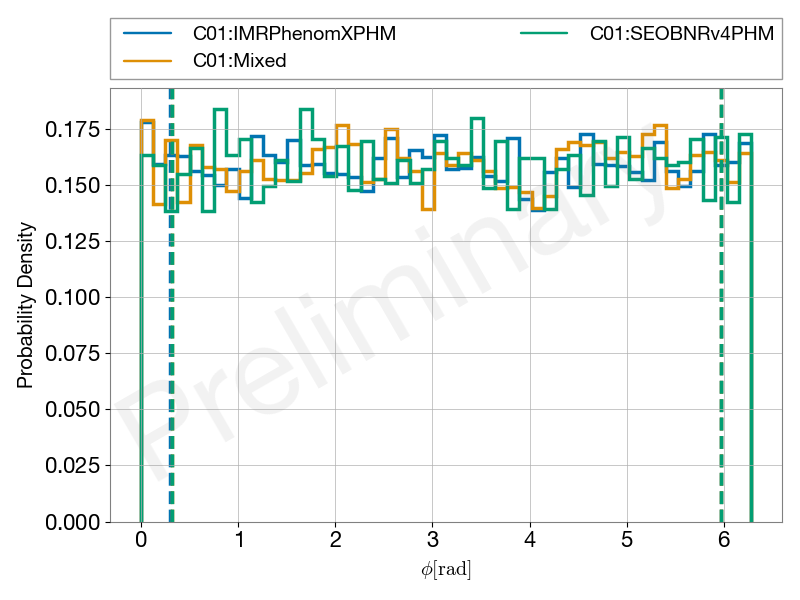 C01:IMRPhenomXPHM
C01:Mixed
C01:SEOBNRv4PHM
Probability Density
0.175
0.150
0.125
0.100
0.075
0.050
0.025
0.000
Preliminary
0 1 2 3 4 5 6
ϕ[rad]